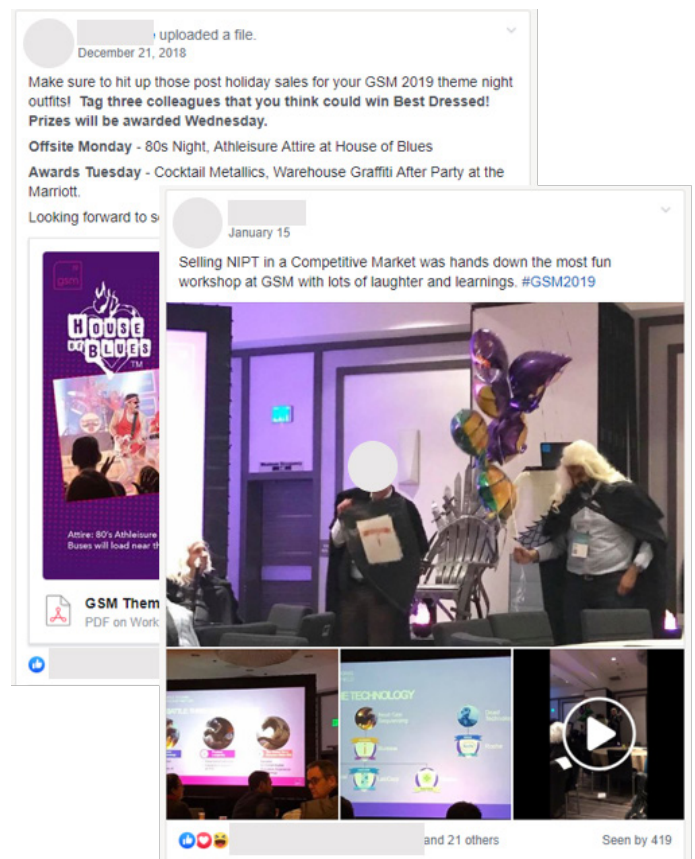 uploaded a file.
December 21, 2018
Make sure to hit up those post holiday sales for your GSM 2019 theme night
outfits! Tag three colleagues that you think could win Best Dressed!
Prizes will be awarded Wednesday.
Offsite Monday - 80s Night, Athleisure Attire at House of Blues
Awards Tuesday - Cocktail Metallics, Warehouse Graffiti After Party at the
Marriott.
Looking forward to s
gsm
HOUSE
OF BLUES
TM
Attire: 80's Athleisure
Buses will load near th
GSM Them
PDF on Work
January 15
Selling NIPT in a Competitive Market was hands down the most fun
workshop at GSM with lots of laughter and learnings. #GSM2019
TECHNOLOGY
and 21 others
Seen by 419